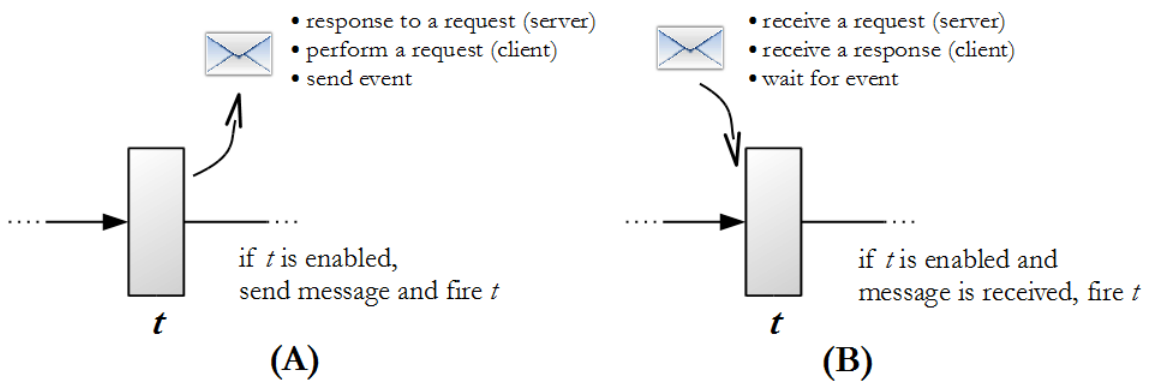 • response to a request (server)
• perform a request (client)
• send event
....
...
if t is enabled,
send message and fire t
t
(A)
• receive a request (server)
• receive a response (client)
• wait for event
....
...
if t is enabled and
message is received, fire t
t
(B)